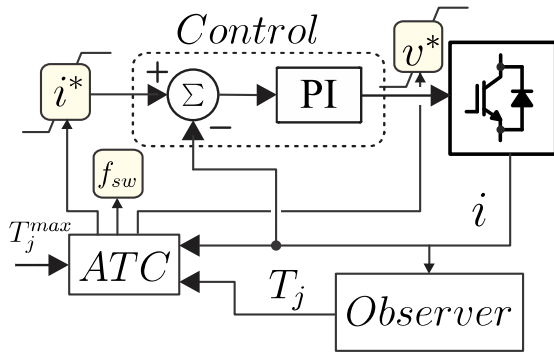 Control
v*
i*
+
Σ
−
PI
f_sw
T_j^max
ATC
i
T_j
Observer